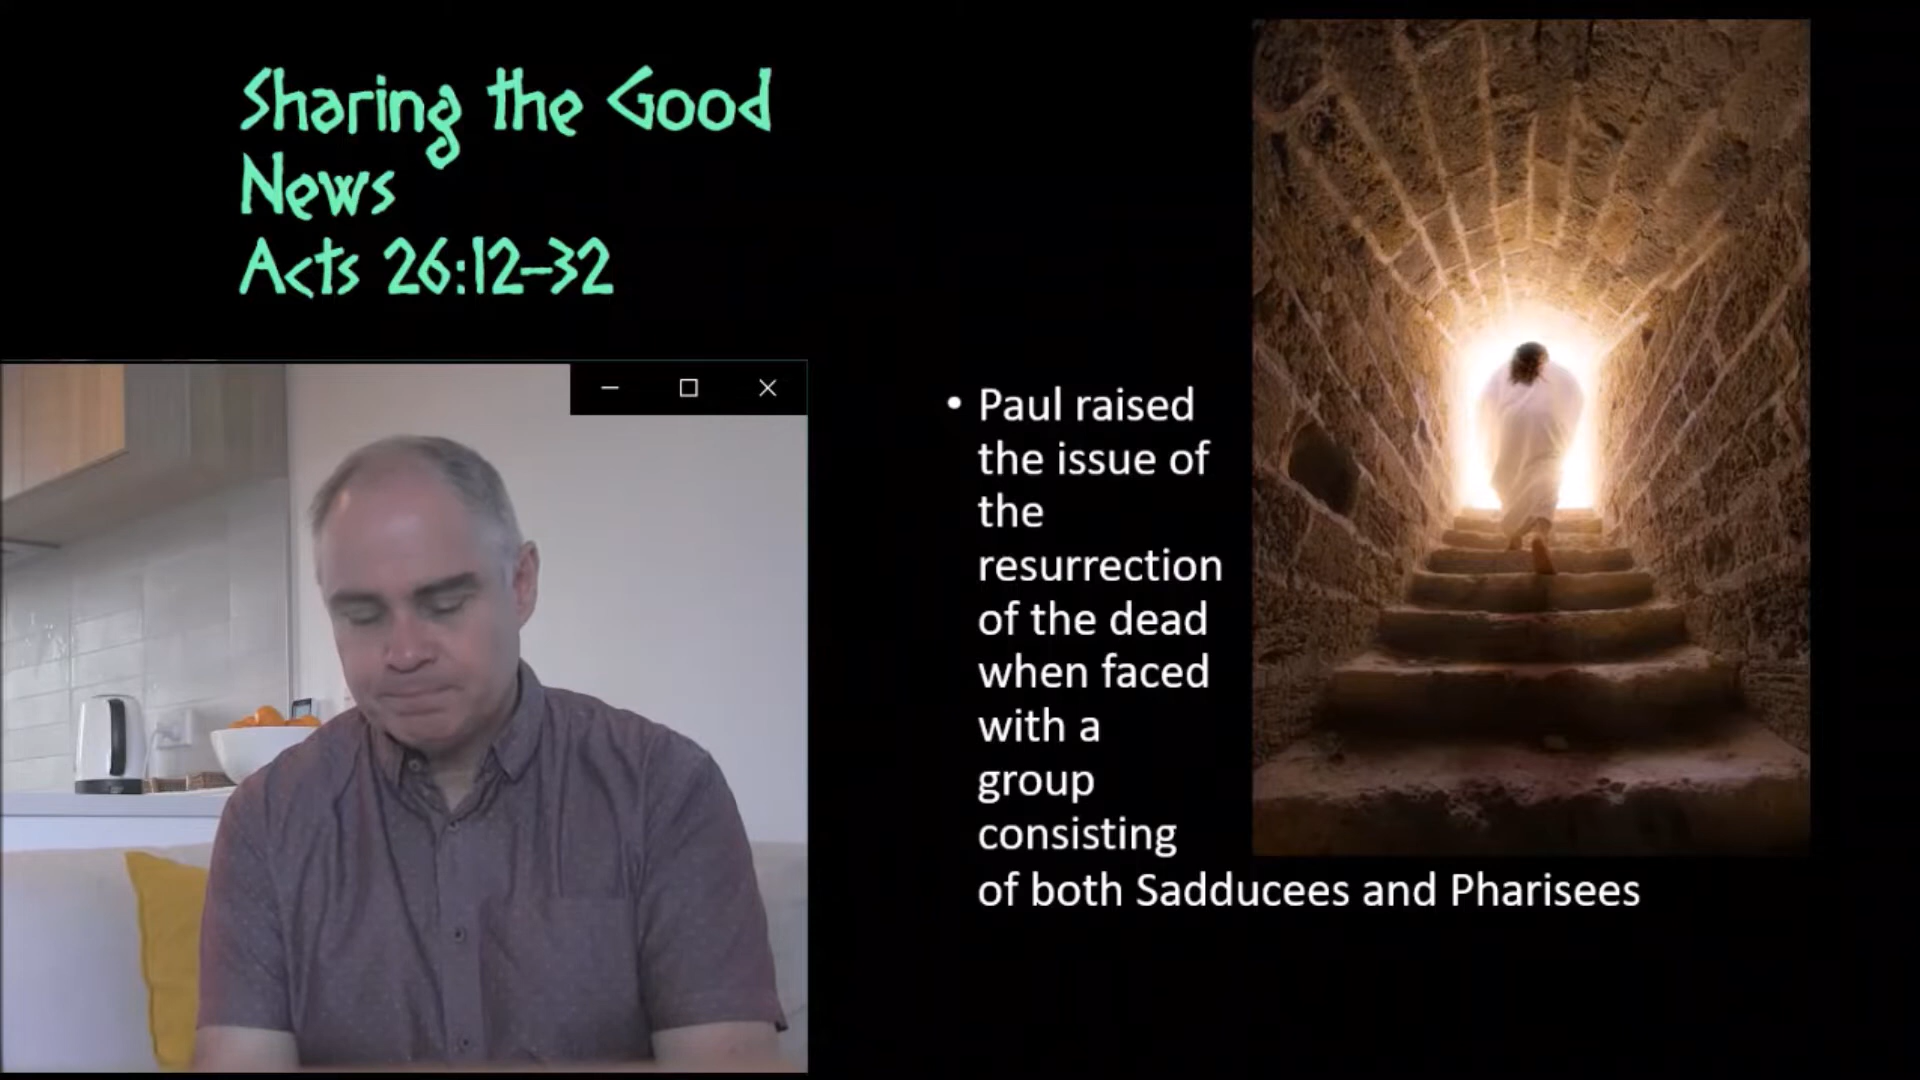 Sharing the Good
News
Acts 26:12–32
• Paul raised
the issue of
the
resurrection
of the dead
when faced
with a
group
consisting
of both Sadducees and Pharisees